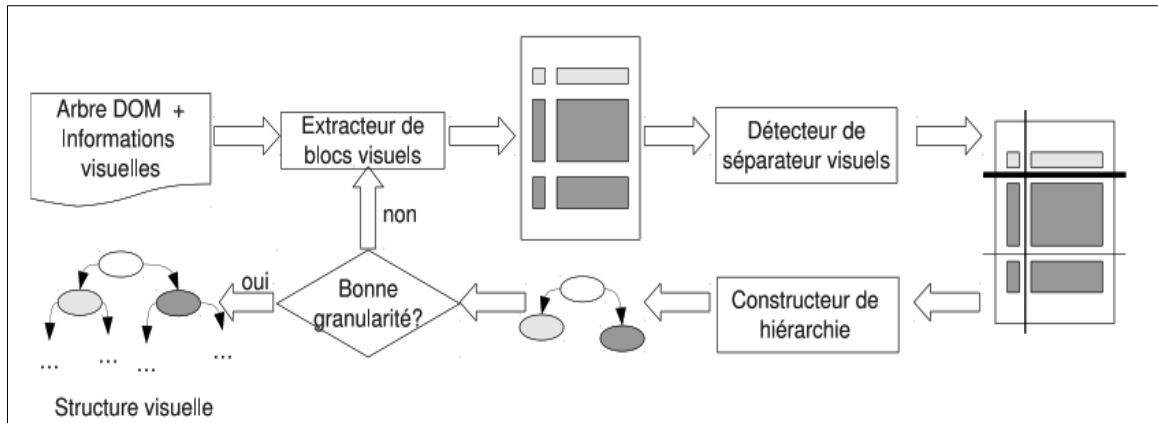 Arbre DOM +
Informations
visuelles
Extracteur de
blocs visuels
Détecteur de
séparateur visuels
non
oui
Bonne
granularité?
Constructeur de
hiérarchie
...
...
...
...
Structure visuelle